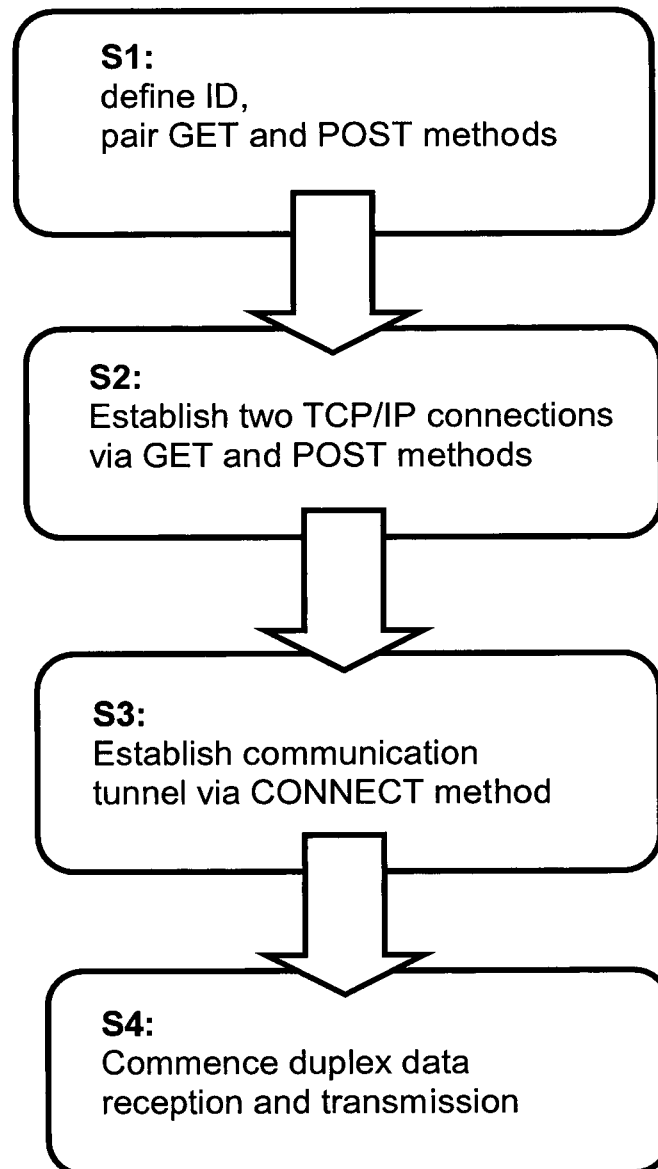 S1:
define ID,
pair GET and POST methods
S2:
Establish two TCP/IP connections
via GET and POST methods
S3:
Establish communication
tunnel via CONNECT method
S4:
Commence duplex data
reception and transmission